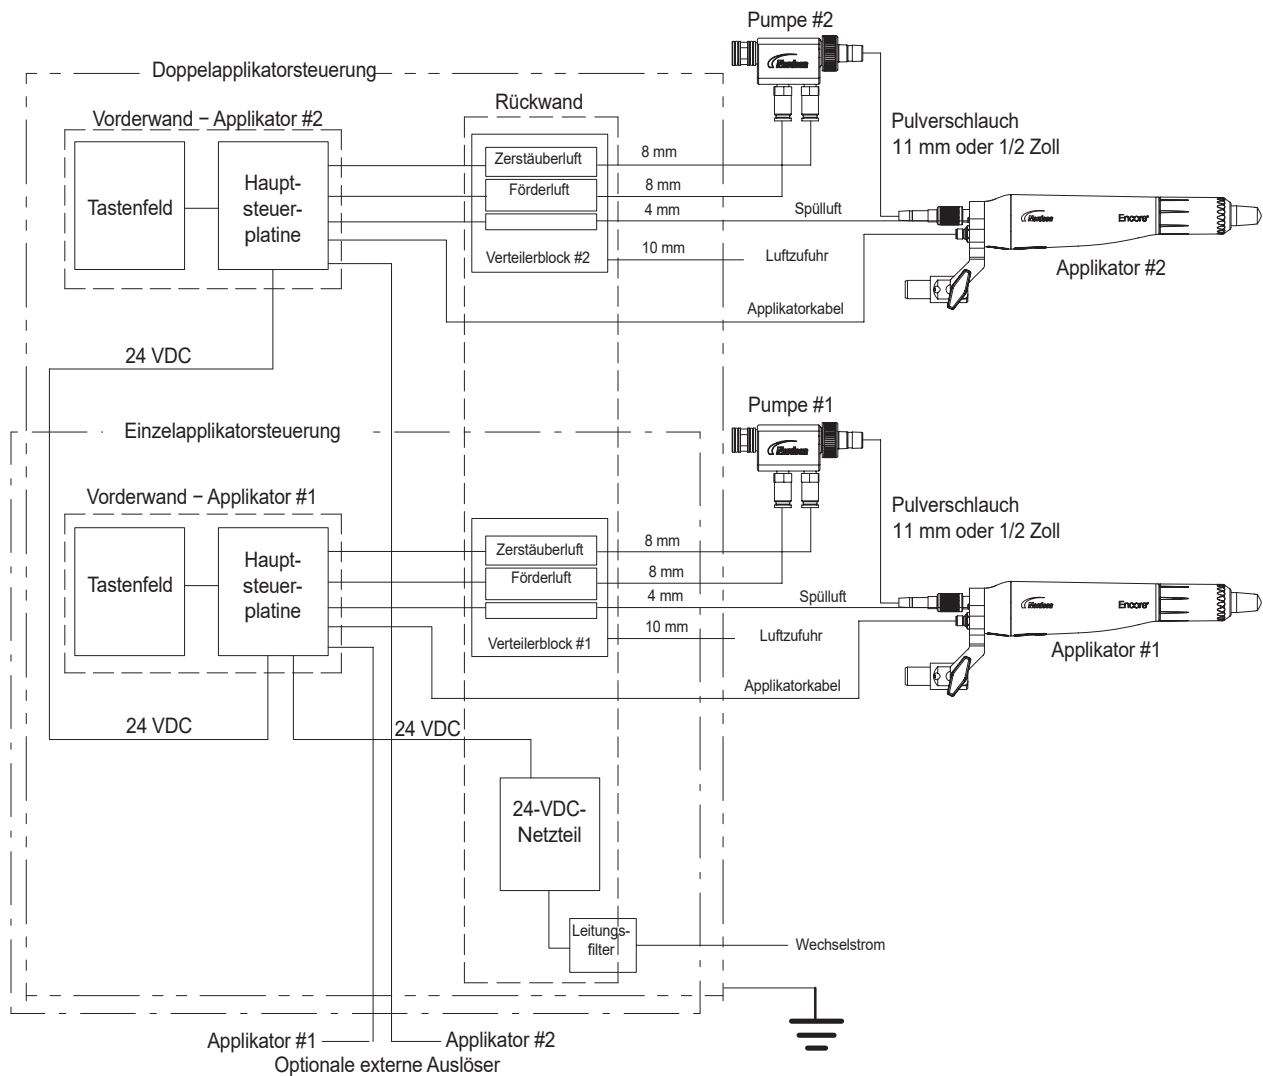 Pumpe #2
Nordson
Doppelapplikatorsteuerung
Rückwand
Vorderwand − Applikator #2
Pulverschlauch
11 mm oder 1/2 Zoll
Zerstäuberluft
8 mm
Tastenfeld
Haupt-
steuer-
platine
Förderluft
8 mm
4 mm
Spülluft
Nordson
Encore®
Verteilerblock #2
10 mm
Luftzufuhr
Applikator #2
Applikatorkabel
24 VDC
Pumpe #1
Nordson
Einzelapplikatorsteuerung
Vorderwand − Applikator #1
Pulverschlauch
11 mm oder 1/2 Zoll
Zerstäuberluft
8 mm
Tastenfeld
Haupt-
steuer-
platine
Förderluft
8 mm
4 mm
Spülluft
Nordson
Encore®
Verteilerblock #1
10 mm
Luftzufuhr
Applikator #1
Applikatorkabel
24 VDC
24 VDC
24-VDC-
Netzteil
Leitungs-
filter
Wechselstrom
Applikator #1
Applikator #2
Optionale externe Auslöser